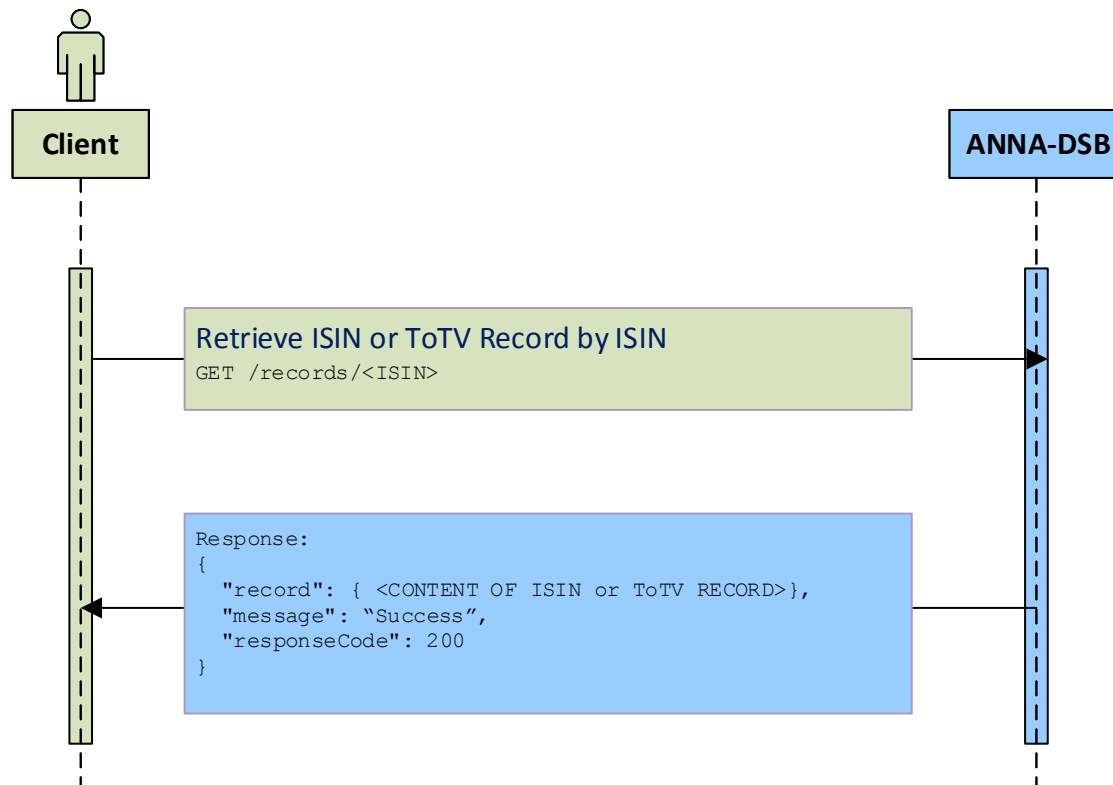 Client
ANNA-DSB
Retrieve ISIN or ToTV Record by ISIN
GET /records/<ISIN>
Response:
{
  "record": { <CONTENT OF ISIN or ToTV RECORD>},
  "message": “Success”,
  "responseCode": 200
}